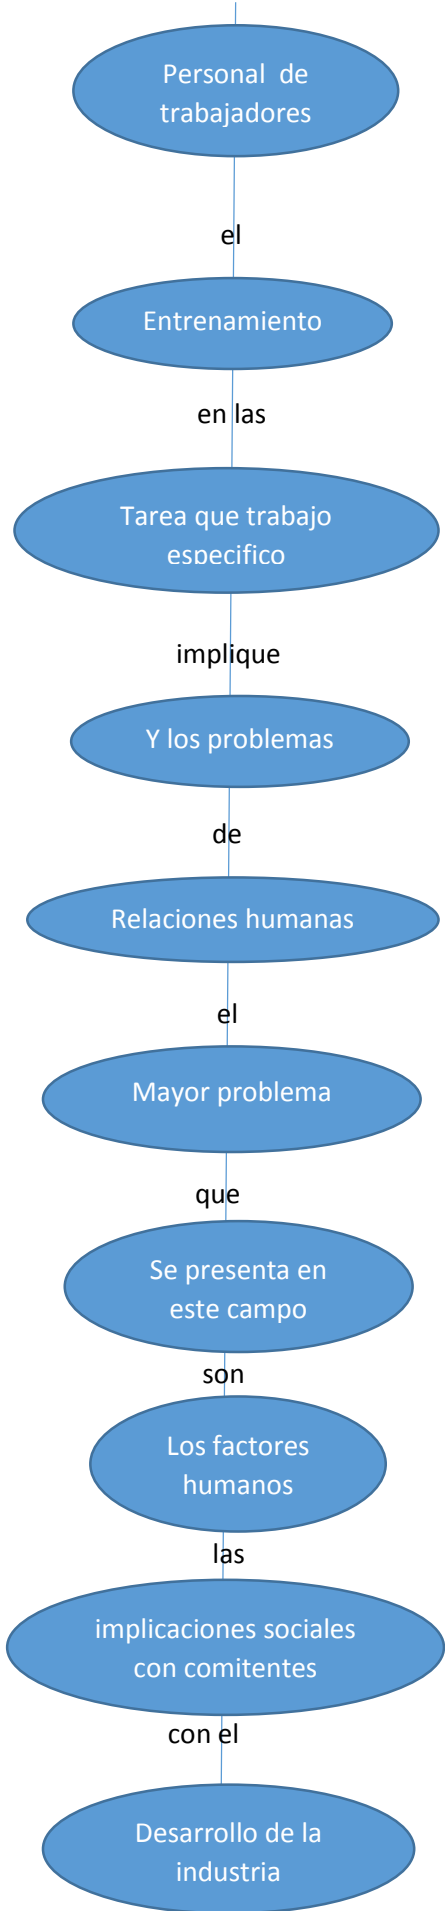 Personal de
trabajadores
el
Entrenamiento
en las
Tarea que trabajo
especifico
implique
Y los problemas
de
Relaciones humanas
el
Mayor problema
que
Se presenta en
este campo
son
Los factores
humanos
las
implicaciones sociales
con comitentes
con el
Desarrollo de la
industria